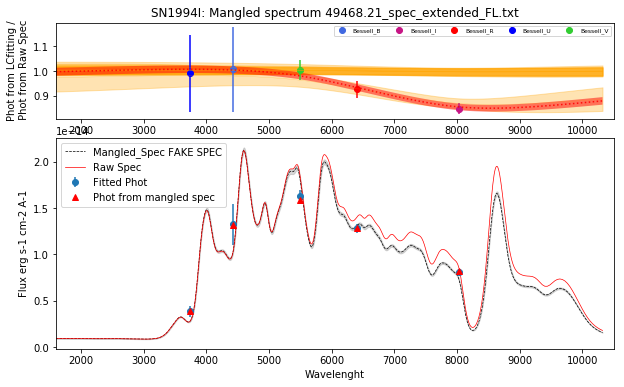 SN1994I: Mangled spectrum 49468.21_spec_extended_FL.txt
Phot from LCfitting /
Phot from Raw Spec
1.1
1.0
0.9
Bessell_B
Bessell_I
Bessell_R
Bessell_U
Bessell_V
2000 3000 4000 5000 6000 7000 8000 9000 10000
1e−14
Flux erg s-1 cm-2 A-1
2.0
1.5
1.0
0.5
0.0
Mangled_Spec FAKE SPEC
Raw Spec
Fitted Phot
Phot from mangled spec
2000 3000 4000 5000 6000 7000 8000 9000 10000
Wavelenght